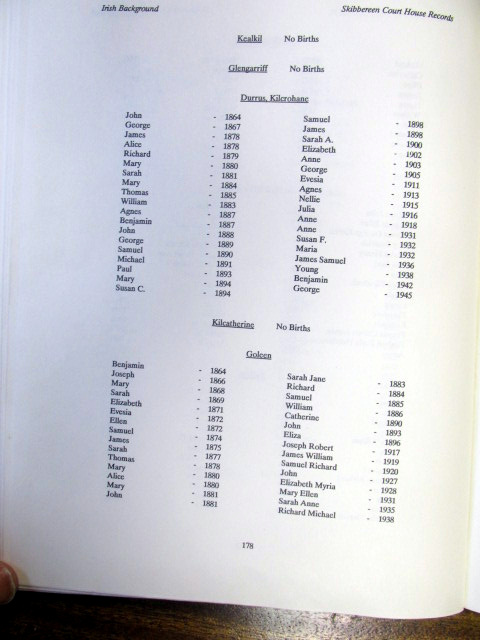 Irish Background
Skibbereen Court House Records
Kealkil No Births
Glengarriff No Births
Durrus, Kilcrohane
John - 1864
George - 1867
James - 1878
Alice - 1878
Richard - 1879
Mary - 1880
Sarah - 1881
Mary - 1884
Thomas - 1885
William - 1883
Agnes - 1887
Benjamin - 1887
John - 1888
George - 1889
Samuel - 1890
Michael - 1891
Paul - 1893
Mary - 1894
Susan C. - 1894
Samuel - 1898
James - 1898
Sarah A. - 1900
Elizabeth - 1902
Anne - 1903
George - 1905
Evesia - 1911
Agnes - 1913
Nellie - 1915
Julia - 1916
Anne - 1918
Anne - 1931
Susan F. - 1932
Maria - 1932
James Samuel - 1936
Young - 1938
Benjamin - 1942
George - 1945
Kilcatherine No Births
Goleen
Benjamin - 1864
Joseph - 1866
Mary - 1868
Sarah - 1869
Elizabeth - 1871
Evesia - 1872
Ellen - 1872
Samuel - 1874
James - 1875
Sarah - 1877
Thomas - 1878
Mary - 1880
Alice - 1880
Mary - 1881
John - 1881
Sarah Jane - 1883
Richard - 1884
Samuel - 1885
William - 1886
Catherine - 1890
John - 1893
Eliza - 1896
Joseph Robert - 1917
James William - 1919
Samuel Richard - 1920
John - 1927
Elizabeth Myria - 1928
Mary Ellen - 1931
Sarah Anne - 1935
Richard Michael - 1938
178